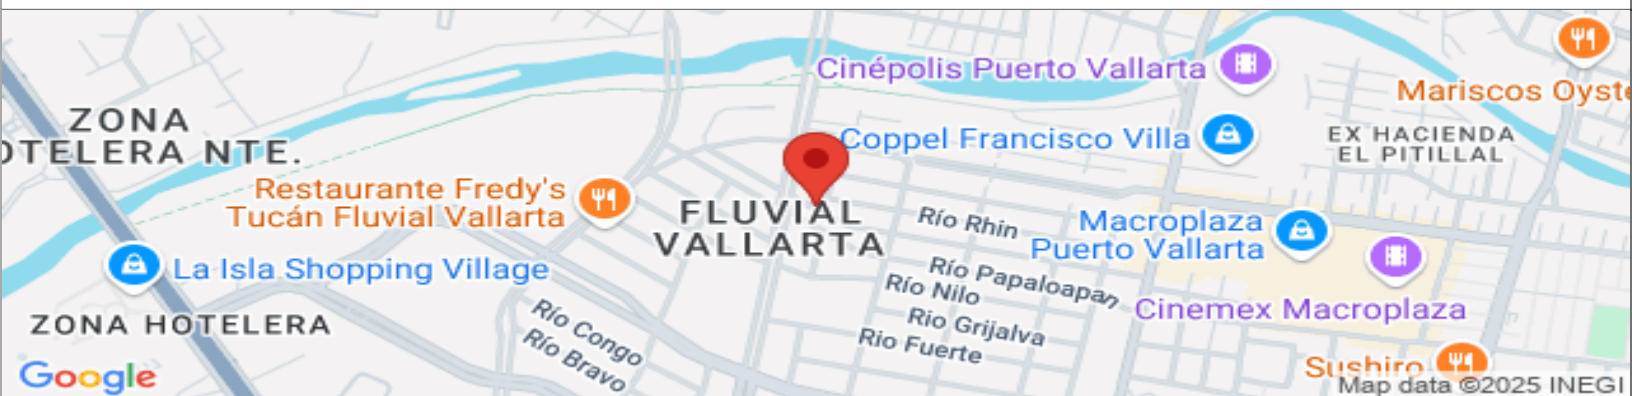 Cinépolis Puerto Vallarta
Mariscos Oyste
ZONA
OTELERA NTE.
Coppel Francisco Villa
EX HACIENDA
EL PITILLAL
Restaurante Fredy's
Tucán Fluvial Vallarta
FLUVIAL
VALLARTA
Río Rhin
Macroplaza
Puerto Vallarta
La Isla Shopping Village
Río Papaloapan
Río Nilo
Cinemex Macroplaza
ZONA HOTELERA
Río Congo
Río Bravo
Rio Grijalva
Rio Fuerte
Sushiro
Google
Map data ©2025 INEGI